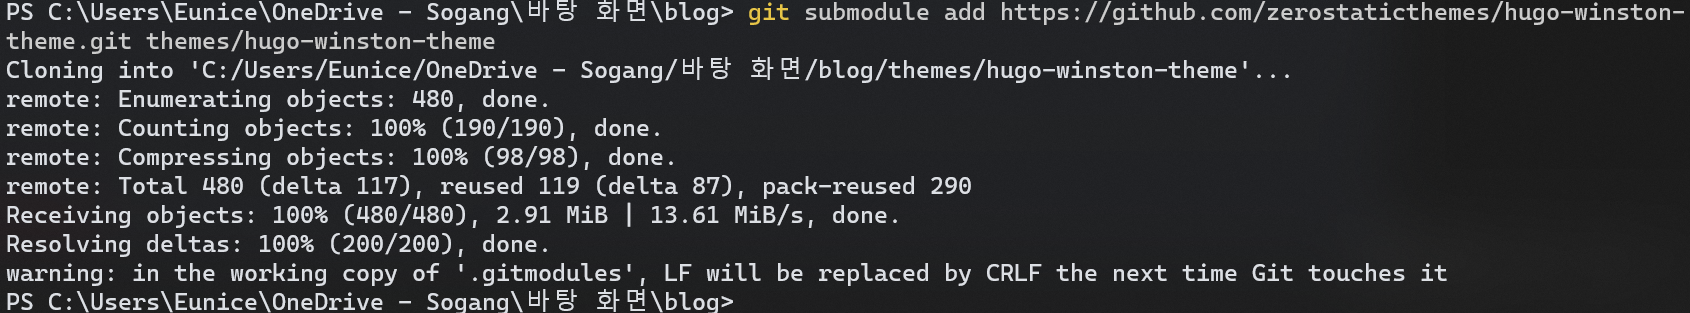 PS C:\Users\Eunice\OneDrive - Sogang\바탕 화면\blog> git submodule add https://github.com/zerostaticthemes/hugo-winston-
theme.git themes/hugo-winston-theme
Cloning into 'C:/Users/Eunice/OneDrive - Sogang/바탕 화면/blog/themes/hugo-winston-theme'...
remote: Enumerating objects: 480, done.
remote: Counting objects: 100% (190/190), done.
remote: Compressing objects: 100% (98/98), done.
remote: Total 480 (delta 117), reused 119 (delta 87), pack-reused 290
Receiving objects: 100% (480/480), 2.91 MiB | 13.61 MiB/s, done.
Resolving deltas: 100% (200/200), done.
warning: in the working copy of '.gitmodules', LF will be replaced by CRLF the next time Git touches it
PS C:\Users\Eunice\OneDrive - Sogang\바탕 화면\blog>